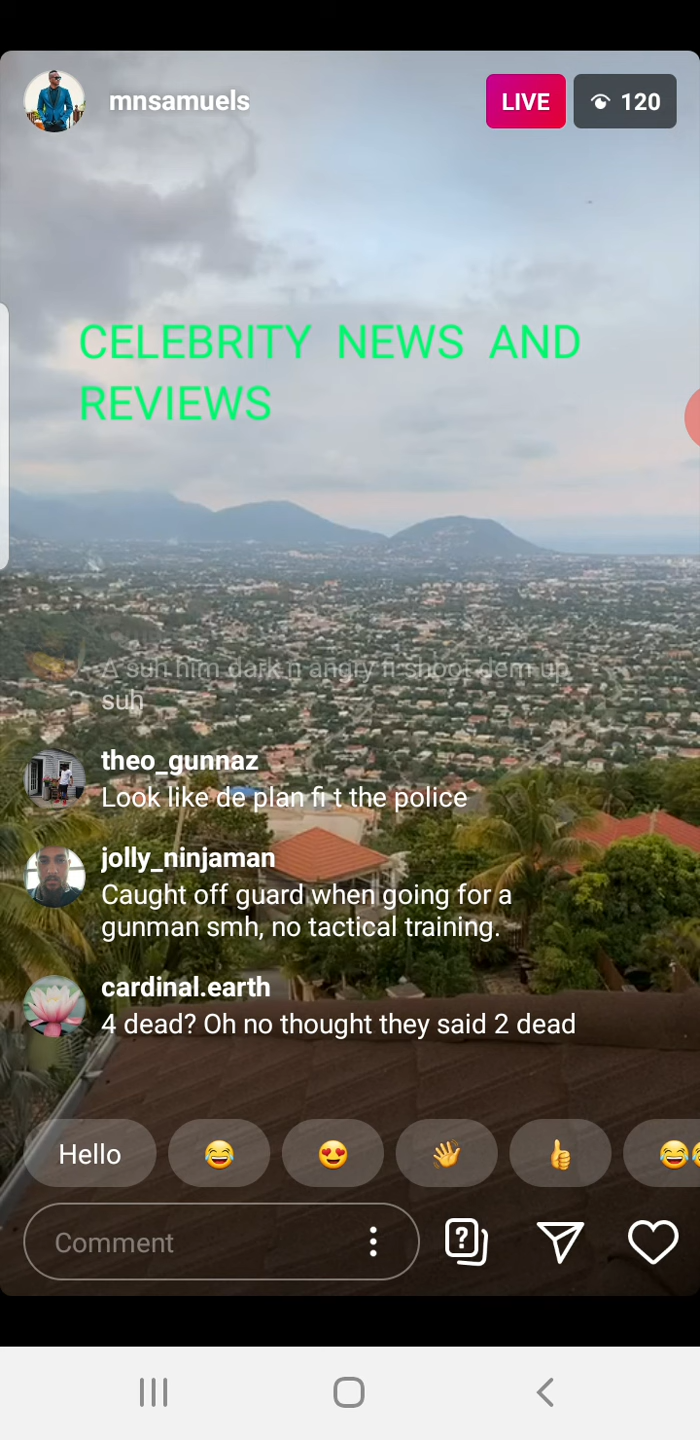 mnsamuels
LIVE
120
CELEBRITY NEWS AND
REVIEWS
A suh him dark n angry fi shoot dem up
suh
theo_gunnaz
Look like de plan fi t the police
jolly_ninjaman
Caught off guard when going for a
gunman smh, no tactical training.
cardinal.earth
4 dead? Oh no thought they said 2 dead
Hello
Comment